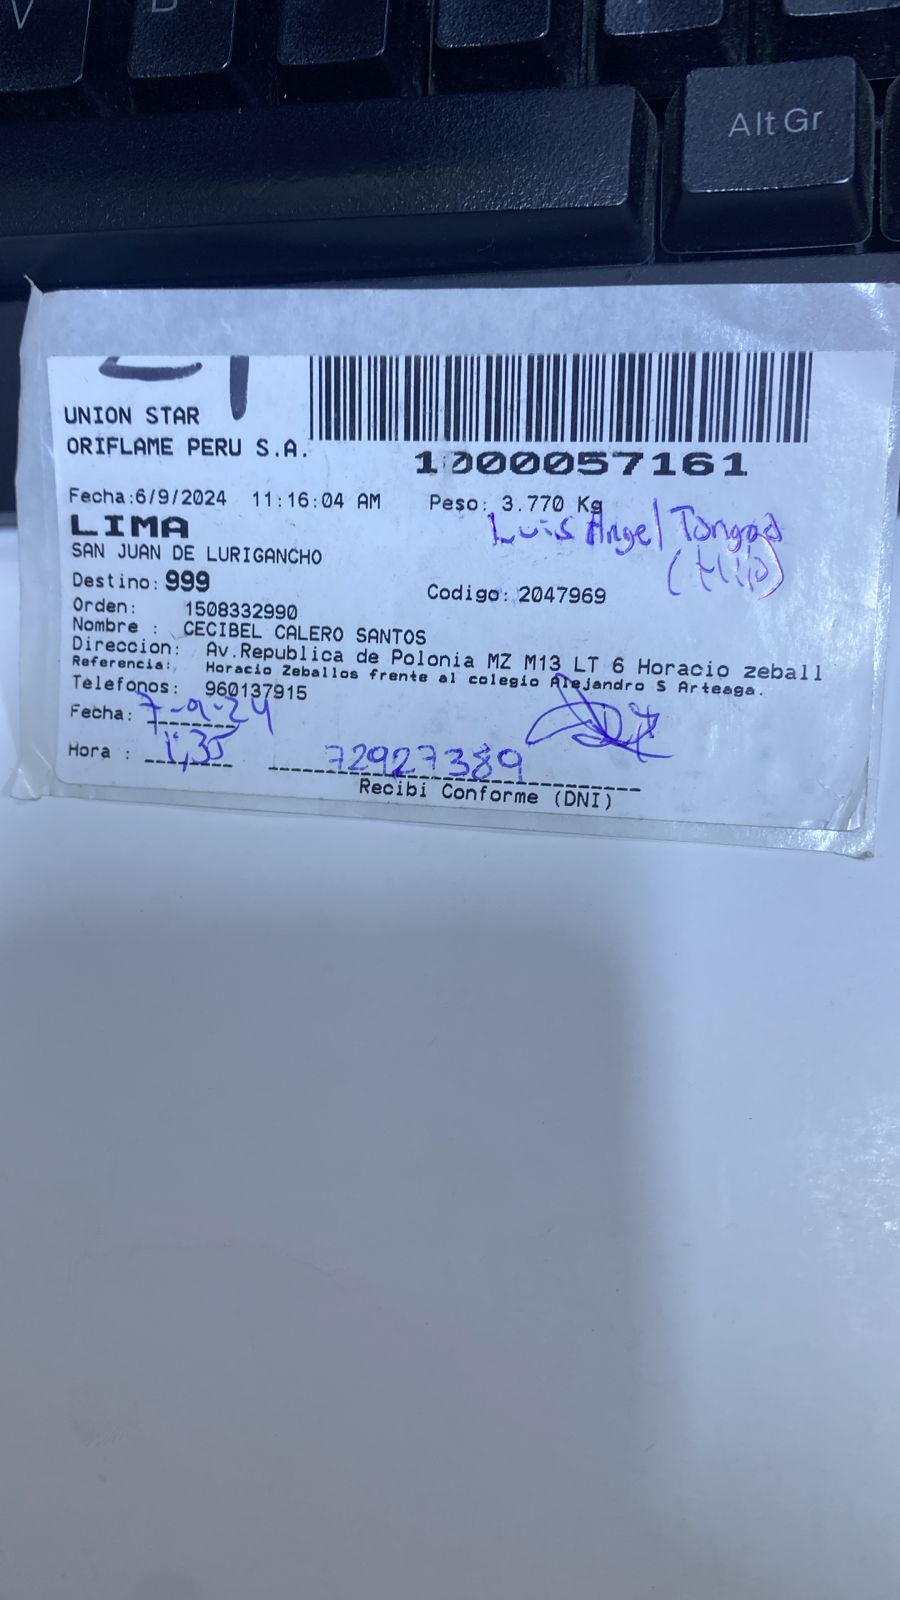 V B
Alt Gr
UNION STAR
ORIFLAME PERU S.A.
1000057161
Fecha:6/9/2024 11:16:04 AM Peso: 3.770 Kg
LIMA
Luis Angel
SAN JUAN DE LURIGANCHO
Destino: 999 Codigo: 2047969
Orden: 1508332990
Nombre : CECIBEL CALERO SANTOS
Direccion: Av.Republica de Polonia MZ M13 LT 6 Horacio zeball
Referencia: Horacio Zeballos frente al colegio Alejandro S Arteaga.
Telefonos: 960137915
Fecha: 7-9-24
Hora : 1:35 72927389
Recibi Conforme (DNI)